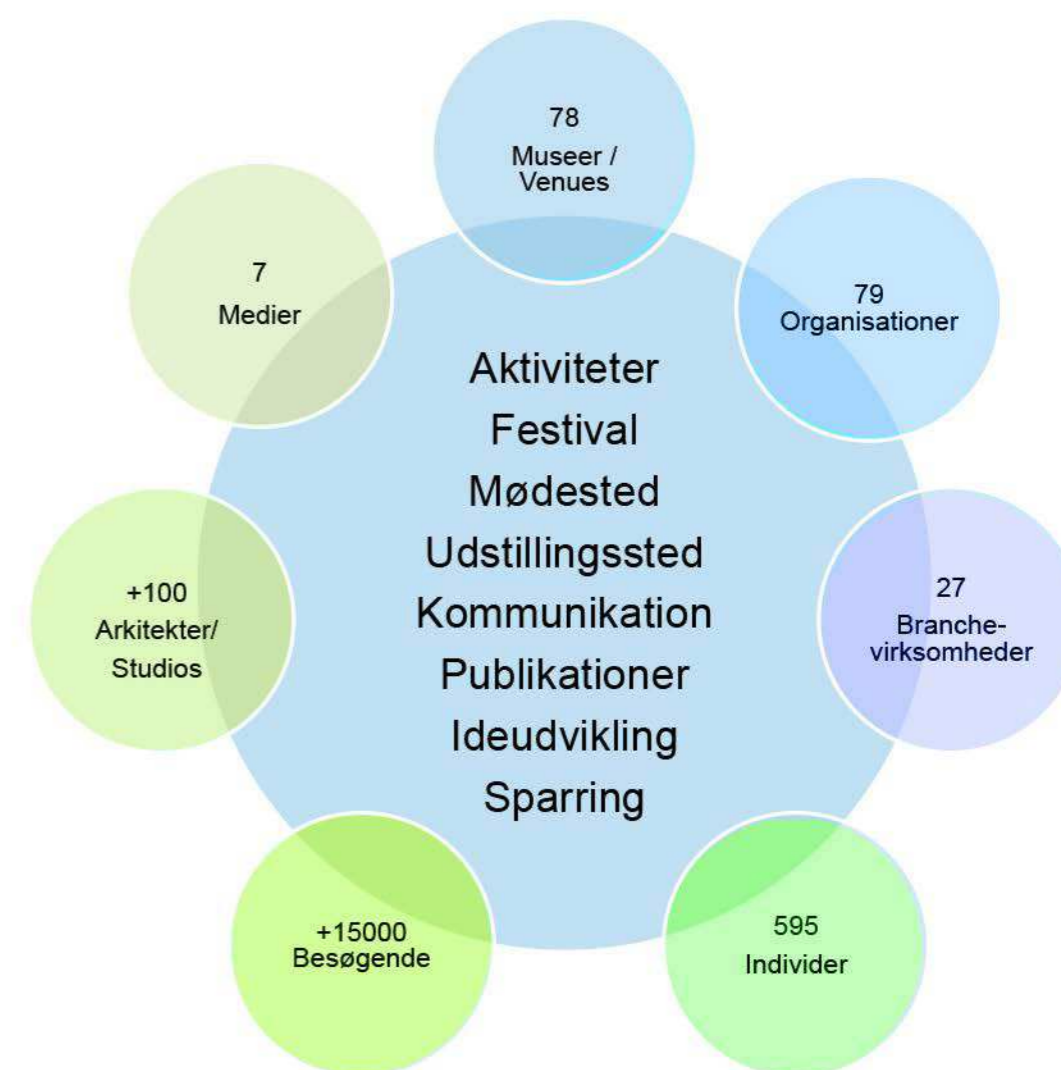 78
Museer /
Venues
79
Organisationer
27
Branche-
virksomheder
595
Individer
+15000
Besøgende
+100
Arkitekter/
Studios
7
Medier
Aktiviteter
Festival
Mødested
Udstillingssted
Kommunikation
Publikationer
Ideudvikling
Sparring